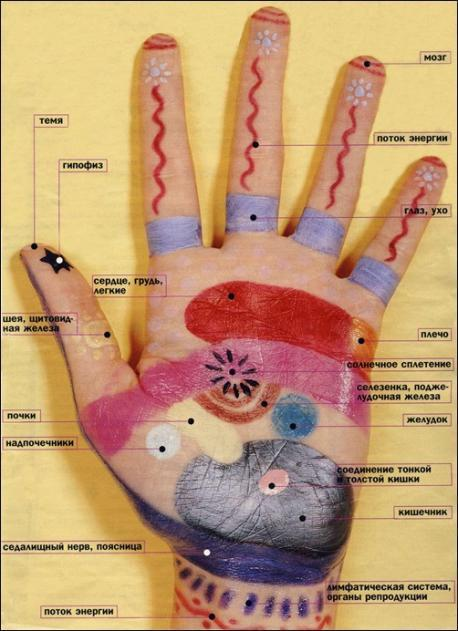 мозг
темя
поток энергии
гипофиз
глаз, ухо
сердце, грудь,
легкие
шея, щитовид-
ная железа
плечо
солнечное сплетение
селезенка, подже-
лудочная железа
почки
желудок
надпочечники
соединение тонкой
и толстой кишки
кишечник
седалищный нерв, поясница
лимфатическая система,
органы репродукции
поток энергии